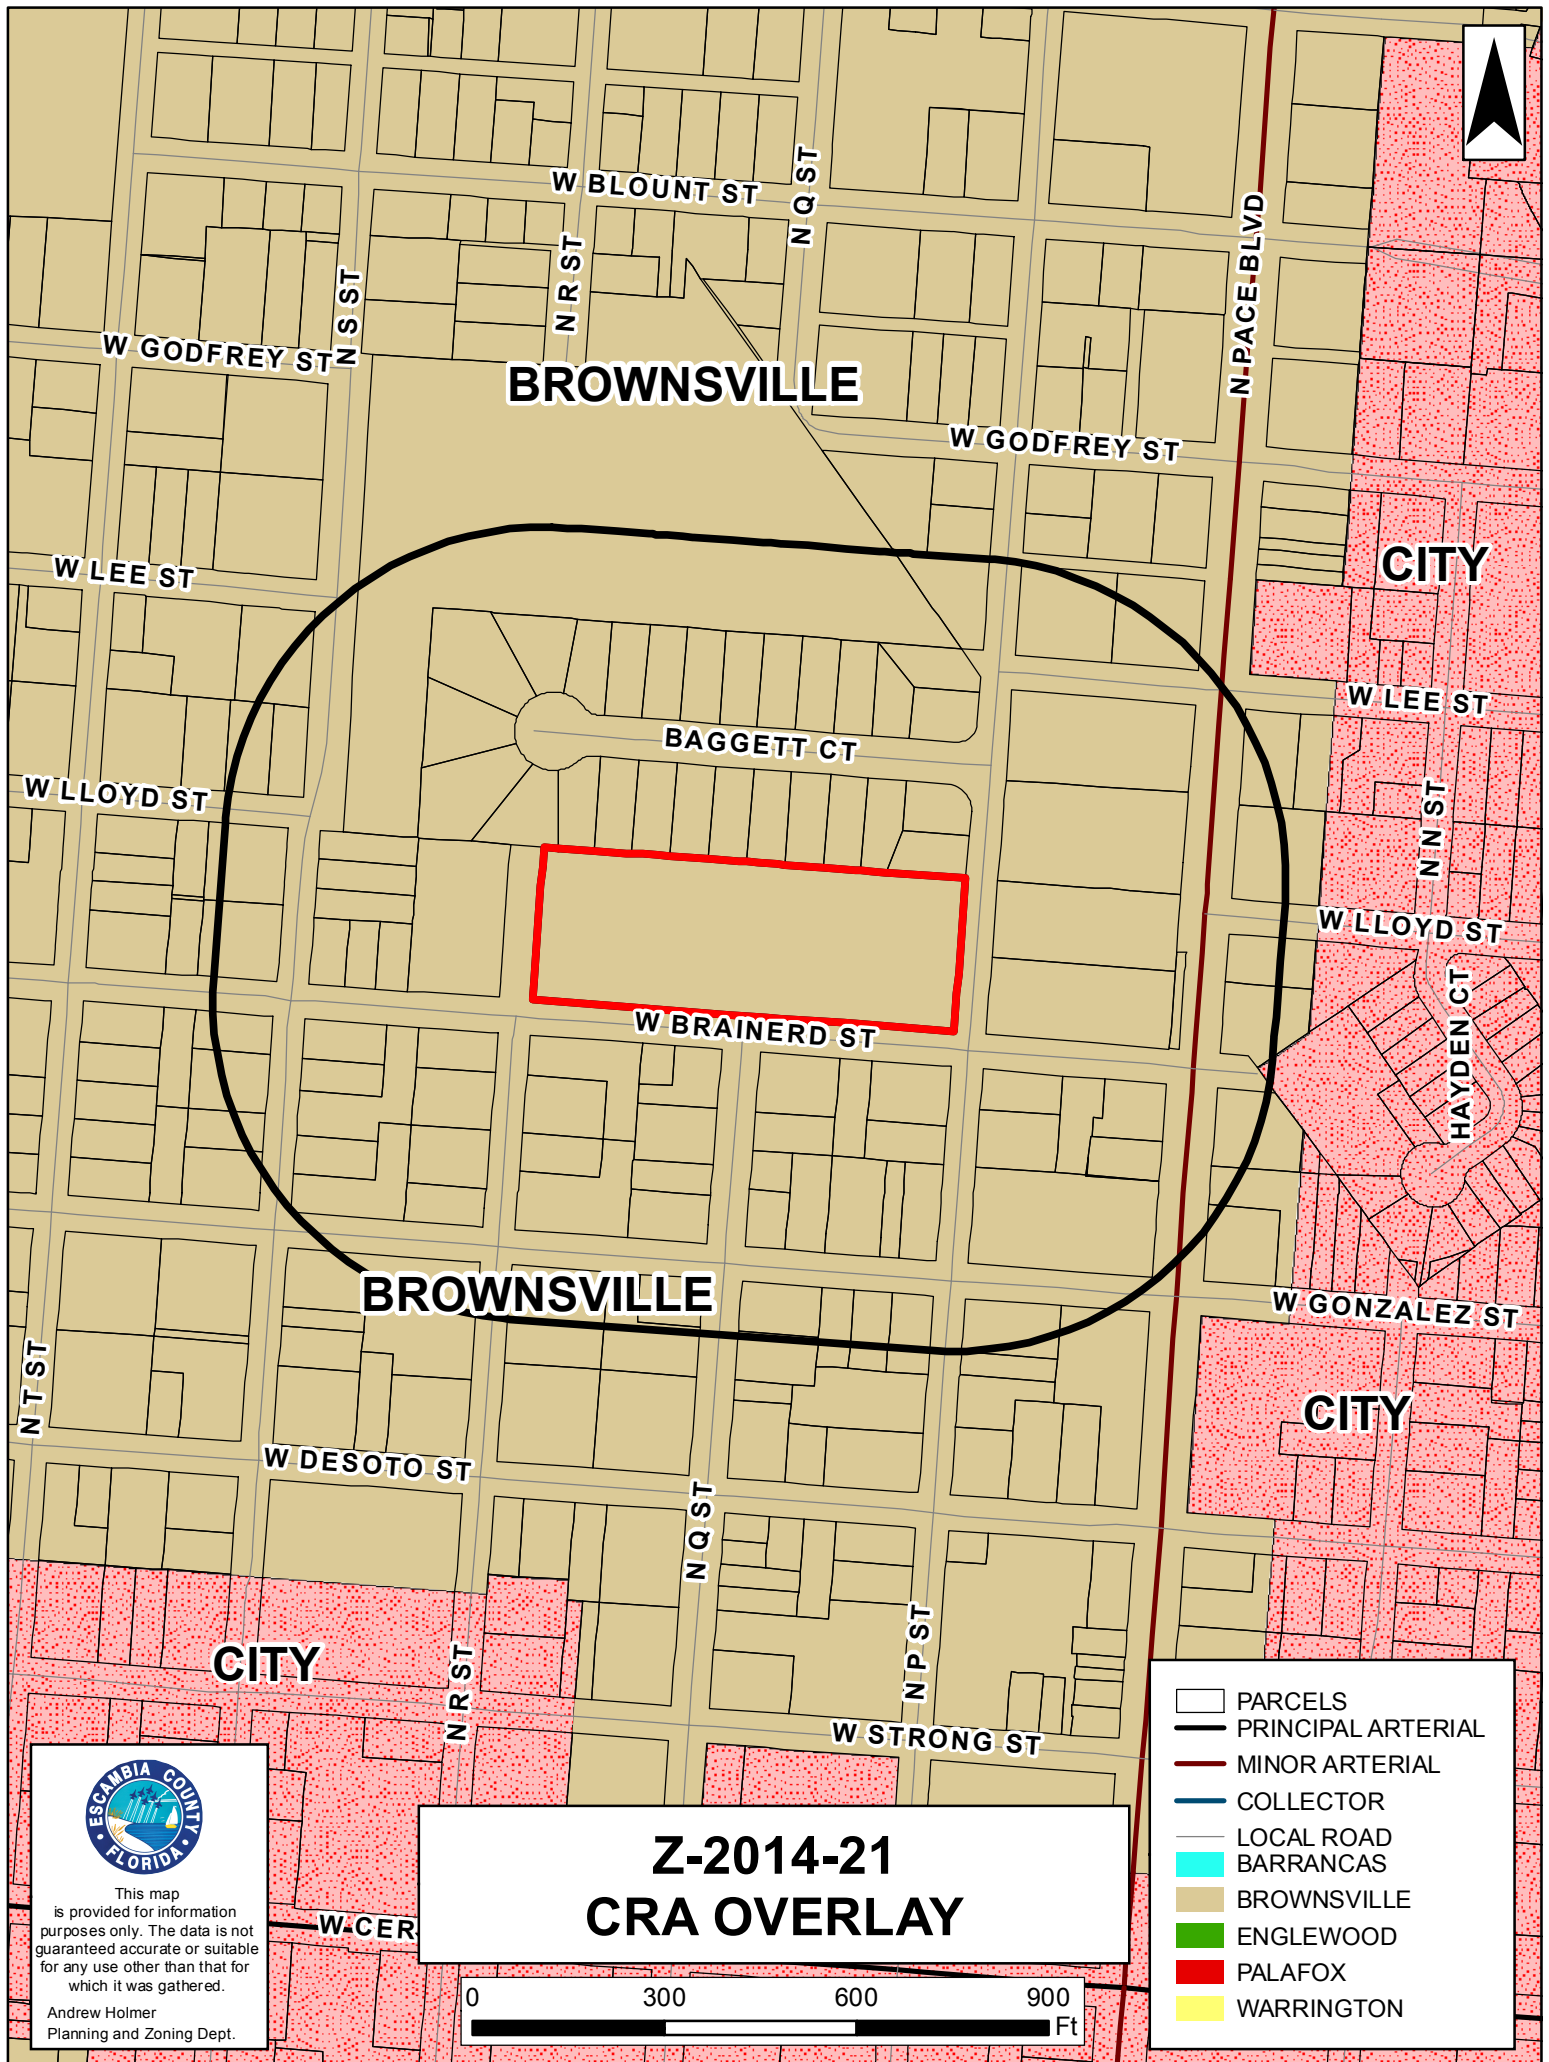 W BLOUNT ST
N Q ST
N PACE BLVD
N R ST
N S ST
W GODFREY ST
BROWNSVILLE
W GODFREY ST
CITY
W LEE ST
W LEE ST
BAGGETT CT
W LLOYD ST
N N ST
W LLOYD ST
HAYDEN CT
W BRAINERD ST
BROWNSVILLE
W GONZALEZ ST
N T ST
CITY
W DESOTO ST
N Q ST
N P ST
CITY
N R ST
W STRONG ST
W CER
PARCELS
PRINCIPAL ARTERIAL
MINOR ARTERIAL
COLLECTOR
LOCAL ROAD
BARRANCAS
BROWNSVILLE
ENGLEWOOD
PALAFOX
WARRINGTON
ESCAMBIA COUNTY
FLORIDA
This map
is provided for information
purposes only. The data is not
guaranteed accurate or suitable
for any use other than that for
which it was gathered.
Andrew Holmer
Planning and Zoning Dept.
Z-2014-21
CRA OVERLAY
0 300 600 900
Ft